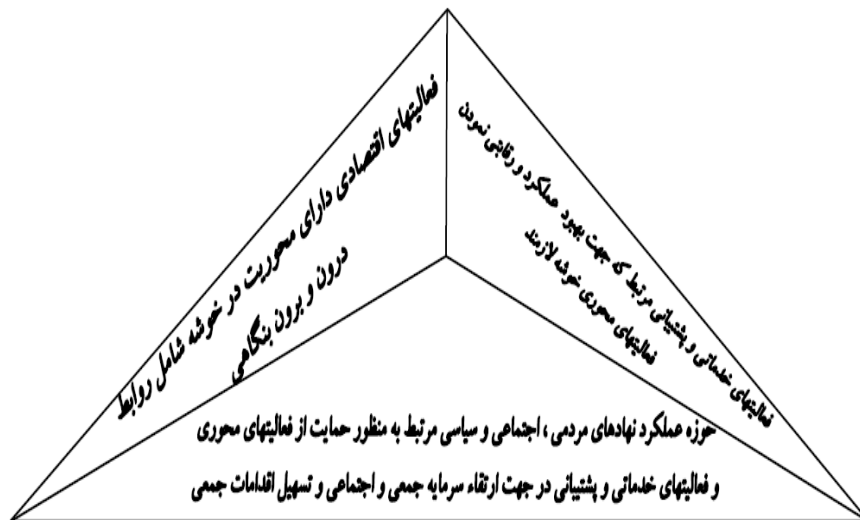 فعالیتهای خدماتی و پشتیبانی مرتبط که جهت بهبود عملکرد و رقابتی نمودن
فعالیتهای محوری خوشه لازمند
فعالیتهای اقتصادی دارای محوریت در خوشه شامل روابط
درون و برون بنگاهی
حوزه عملکرد نهادهای مردمی ، اجتماعی و سیاسی مرتبط به منظور حمایت از فعالیتهای محوری
و فعالیتهای خدماتی و پشتیبانی در جهت ارتقاء سرمایه جمعی و اجتماعی و تسهیل اقدامات جمعی